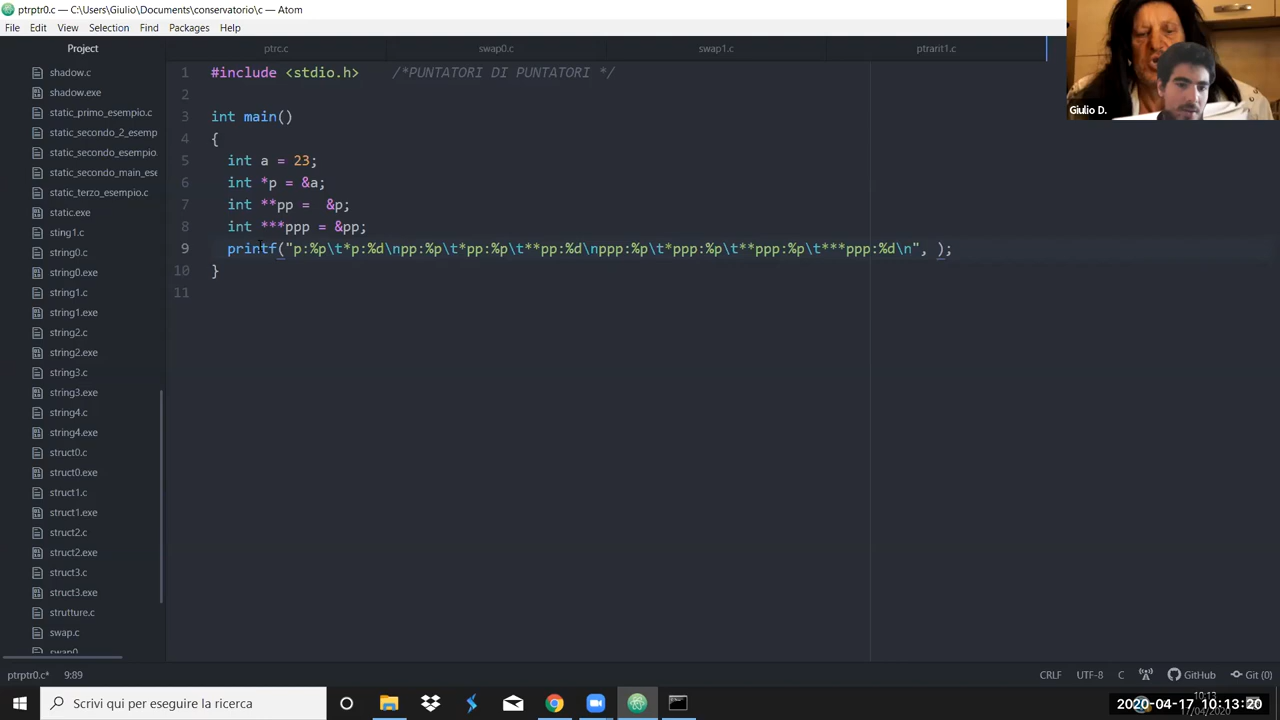 ptrptr0.c — C:\Users\Giulio\Documents\conservatorio\c — Atom
File Edit View Selection Find Packages Help
Project
ptrc.c swap0.c swap1.c ptrarit1.c
shadow.c
shadow.exe
static_primo_esempio.c
static_secondo_2_esemp
static_secondo_esempio
static_secondo_main_ese
static_terzo_esempio.c
static.exe
sting1.c
string0.c
string0.exe
string1.c
string1.exe
string2.c
string2.exe
string3.c
string3.exe
string4.c
string4.exe
struct0.c
struct0.exe
struct1.c
struct1.exe
struct2.c
struct2.exe
struct3.c
struct3.exe
strutture.c
swap.c
swap0
1 #include <stdio.h> /*PUNTATORI DI PUNTATORI */
2
3 int main()
4 {
5 int a = 23;
6 int *p = &a;
7 int **pp = &p;
8 int ***ppp = &pp;
9 printf("p:%p\t*p:%d\npp:%p\t*pp:%p\t**pp:%d\nppp:%p\t*ppp:%p\t**ppp:%p\t***ppp:%d\n", );
10 }
11
Giulio D.
ptrptr0.c* 9:89
CRLF UTF-8 C GitHub Git (0)
Scrivi qui per eseguire la ricerca
10:13
17/04/2020
2020-04-17 10:13:20